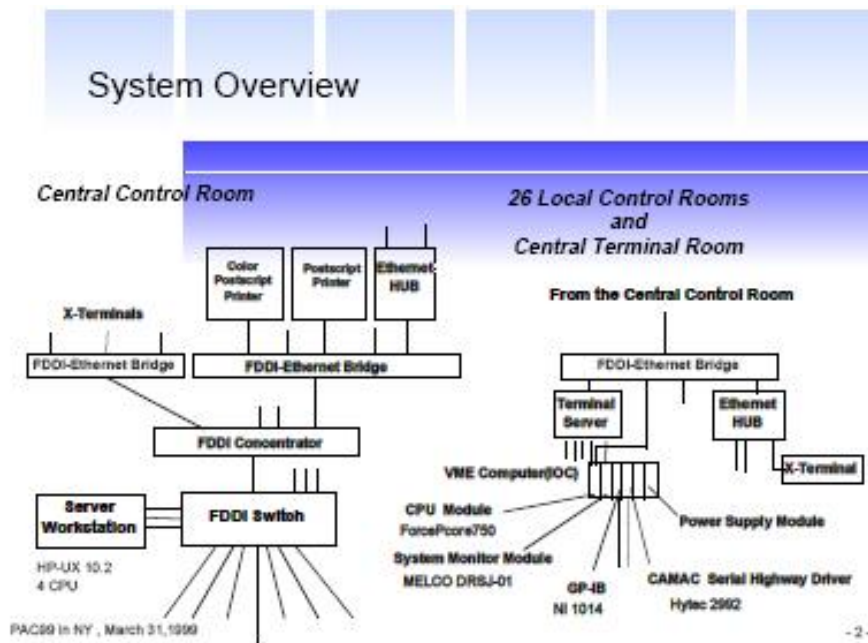 System Overview
Central Control Room
26 Local Control Rooms
and
Central Terminal Room
Color
Postscript
Printer
Postscript
Printer
Ethernet
HUB
X-Terminals
FDDI-Ethernet Bridge
FDDI-Ethernet Bridge
FDDI Concentrator
Server
Workstation
FDDI Switch
HP-UX 10.2
4 CPU
From the Central Control Room
FDDI-Ethernet Bridge
Terminal
Server
Ethernet
HUB
X-Terminal
VME Computer(IOC)
CPU Module
ForcePcore750
Power Supply Module
System Monitor Module
MELCO DRSJ-01
GP-IB
NI 1014
CAMAC Serial Highway Driver
Hytec 2992
PAC99 in NY , March 31,1999
- 2 -